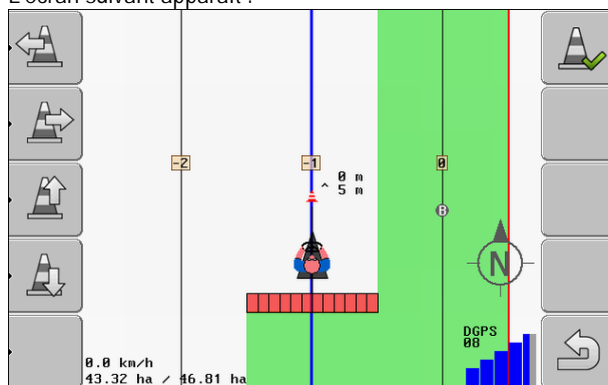 L'écran suivant apparaît :
-2
-1
0
0 m
^ 5 m
B
N
DGPS
08
0.0 km/h
43.32 ha / 46.81 ha